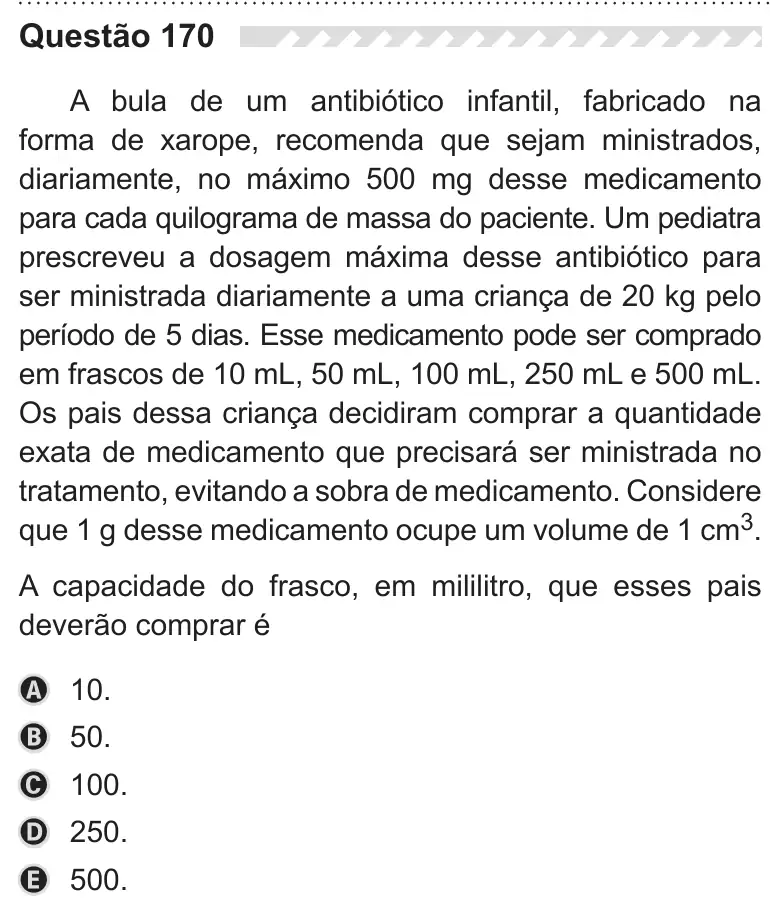 Questão 170
A bula de um antibiótico infantil, fabricado na
forma de xarope, recomenda que sejam ministrados,
diariamente, no máximo 500 mg desse medicamento
para cada quilograma de massa do paciente. Um pediatra
prescreveu a dosagem máxima desse antibiótico para
ser ministrada diariamente a uma criança de 20 kg pelo
período de 5 dias. Esse medicamento pode ser comprado
em frascos de 10 mL, 50 mL, 100 mL, 250 mL e 500 mL.
Os pais dessa criança decidiram comprar a quantidade
exata de medicamento que precisará ser ministrada no
tratamento, evitando a sobra de medicamento. Considere
que 1 g desse medicamento ocupe um volume de 1 cm³.
A capacidade do frasco, em mililitro, que esses pais
deverão comprar é
A 10.
B 50.
C 100.
D 250.
E 500.